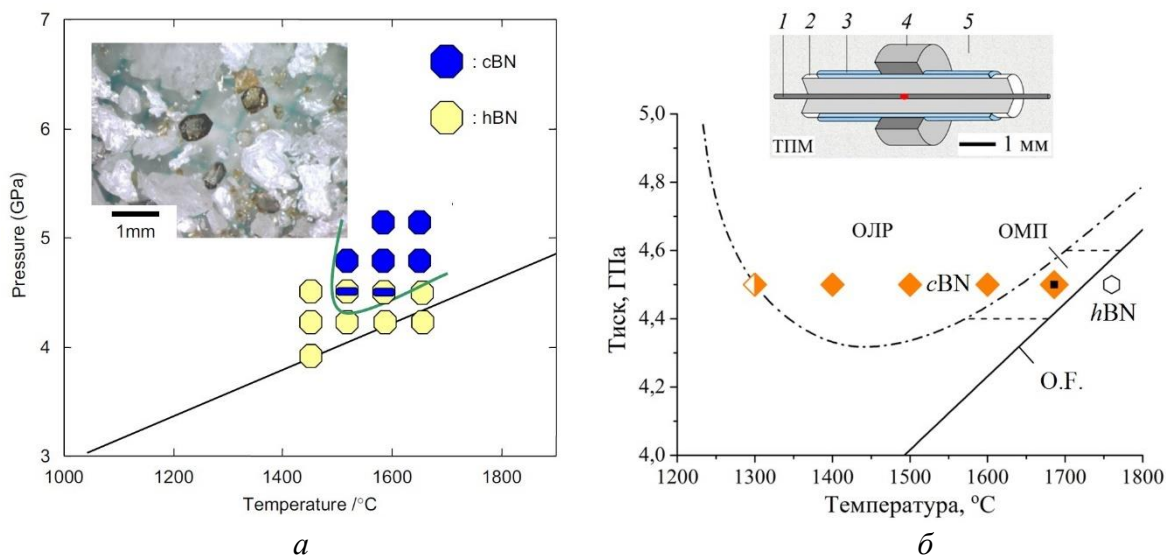 7
6
5
4
3
Pressure (GPa)
1000
1200
1400
1600
1800
Temperature /°C
: cBN
: hBN
1mm
а
1
2
3
4
5
ТПМ
1 мм
5,0
4,8
4,6
4,4
4,2
4,0
Тиск, ГПа
ОЛР
ОМП
cBN
hBN
O.F.
1200
1300
1400
1500
1600
1700
1800
Температура, °C
б